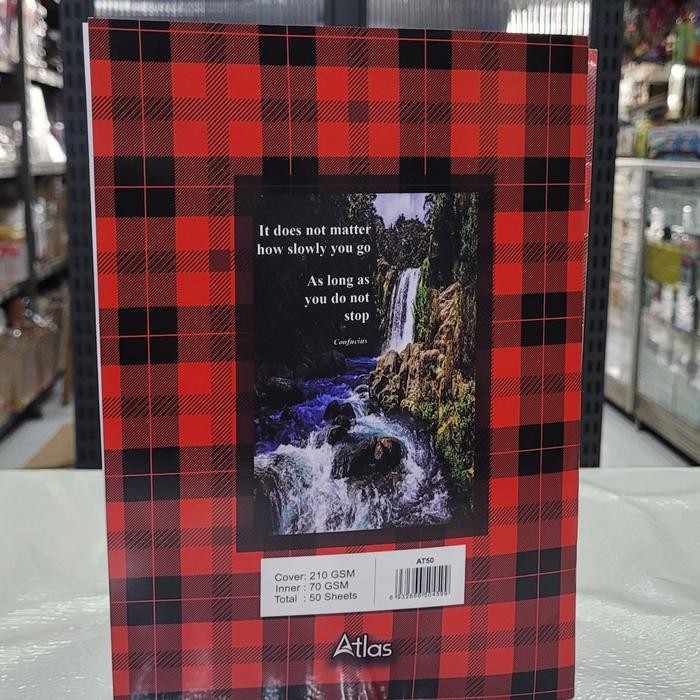 It does not matter
how slowly you go
As long as
you do not
stop
Confucius
Cover: 210 GSM
Inner : 70 GSM
Total : 50 Sheets
AT50
Atlas